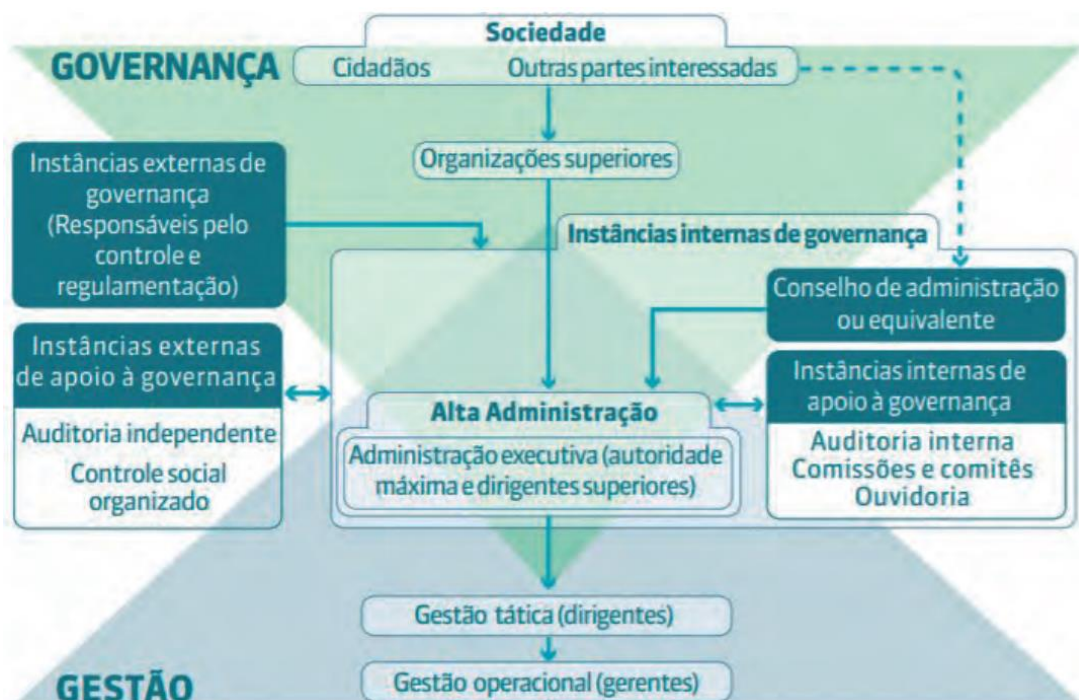 Sociedade
GOVERNANÇA
Cidadãos
Outras partes interessadas
Organizações superiores
Instâncias externas de
governança
(Responsáveis pelo
controle e
regulamentação)
Instâncias internas de governança
Conselho de administração
ou equivalente
Instâncias externas
de apoio à governança
Auditoria independente
Controle social
organizado
Alta Administração
Administração executiva (autoridade
máxima e dirigentes superiores)
Instâncias internas de
apoio à governança
Auditoria interna
Comissões e comitês
Ouvidoria
Gestão tática (dirigentes)
Gestão operacional (gerentes)
GESTÃO